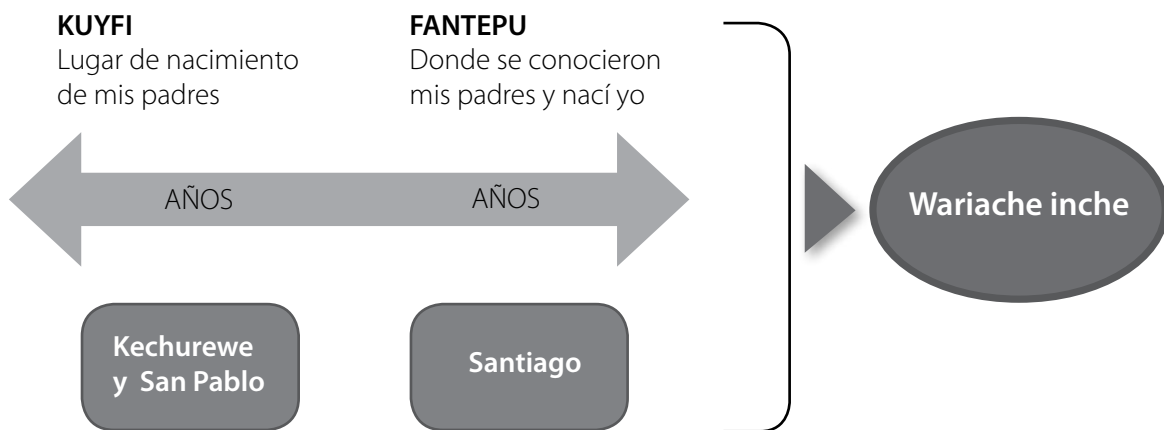 KUYFI
Lugar de nacimiento
de mis padres
FANTEPU
Donde se conocieron
mis padres y nací yo
AÑOS
AÑOS
Wariache inche
Kechurewe
y San Pablo
Santiago